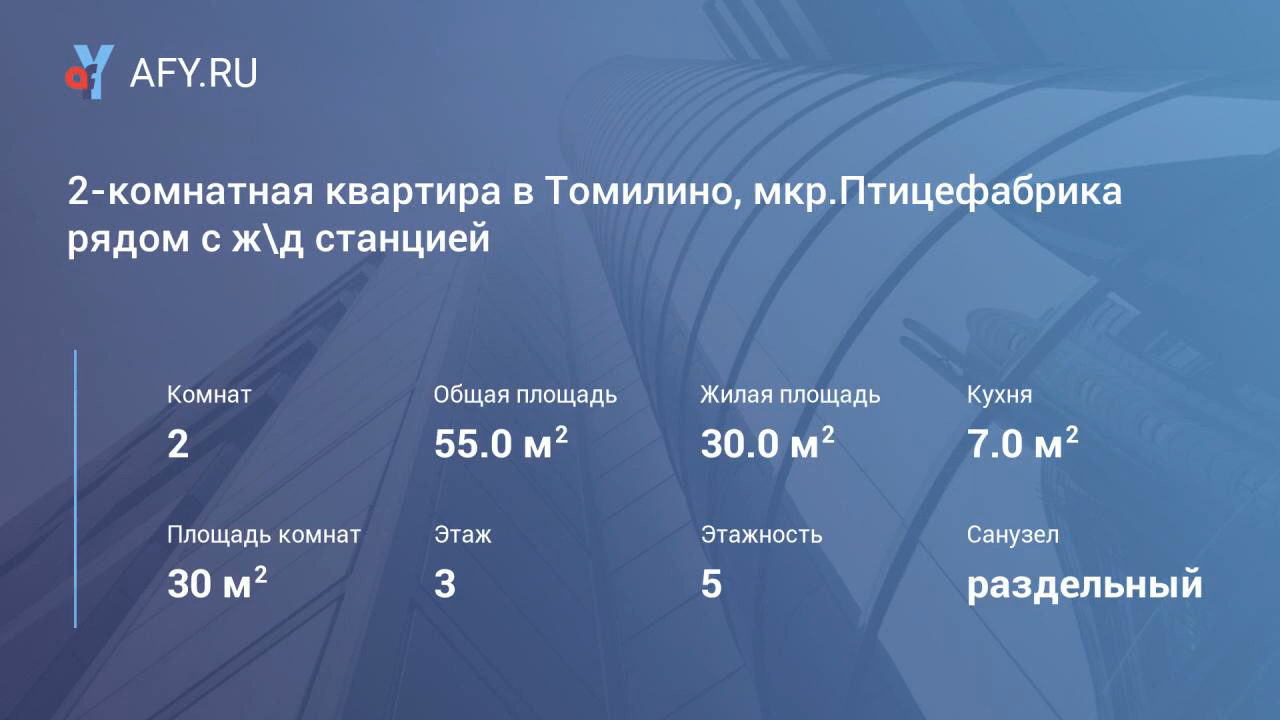 AFY.RU
2-комнатная квартира в Томилино, мкр.Птицефабрика
рядом с ж\д станцией
Комнат Общая площадь Жилая площадь Кухня
2 55.0 м² 30.0 м² 7.0 м²
Площадь комнат Этаж Этажность Санузел
30 м² 3 5 раздельный